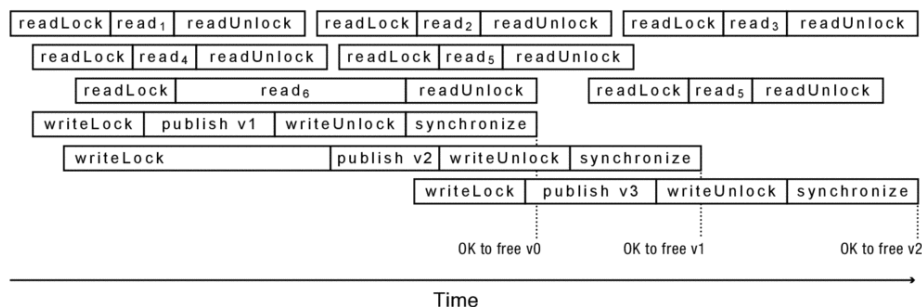 readLock read₁ readUnlock readLock read₂ readUnlock readLock read₃ readUnlock
readLock read₄ readUnlock readLock read₅ readUnlock
readLock read₆ readUnlock readLock read₅ readUnlock
writeLock publish v1 writeUnlock synchronize
writeLock publish v2 writeUnlock synchronize
writeLock publish v3 writeUnlock synchronize
OK to free v0 OK to free v1 OK to free v2
Time